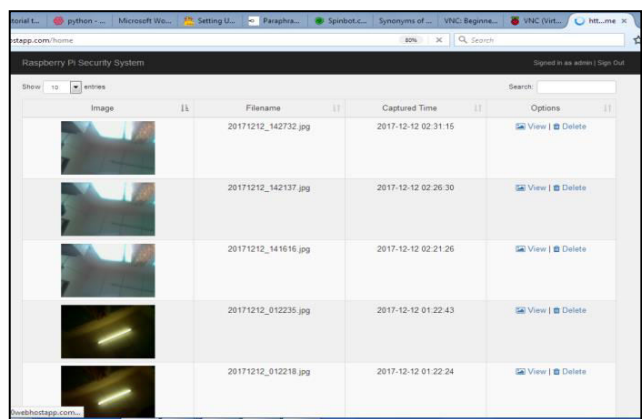 torial t... python - ... Microsoft Wo... Setting U... Paraphra... Spinbot.c... Synonyms of ... VNC: Beginne... VNC (Virt... htt...me ×
ostapp.com/home 80% Search
Raspberry Pi Security System Signed in as admin | Sign Out
Show 10 entries Search:
Image Filename Captured Time Options
20171212_142732.jpg 2017-12-12 02:31:15 View | Delete
20171212_142137.jpg 2017-12-12 02:26:30 View | Delete
20171212_141616.jpg 2017-12-12 02:21:26 View | Delete
20171212_012235.jpg 2017-12-12 01:22:43 View | Delete
20171212_012218.jpg 2017-12-12 01:22:24 View | Delete
0webhostapp.com...